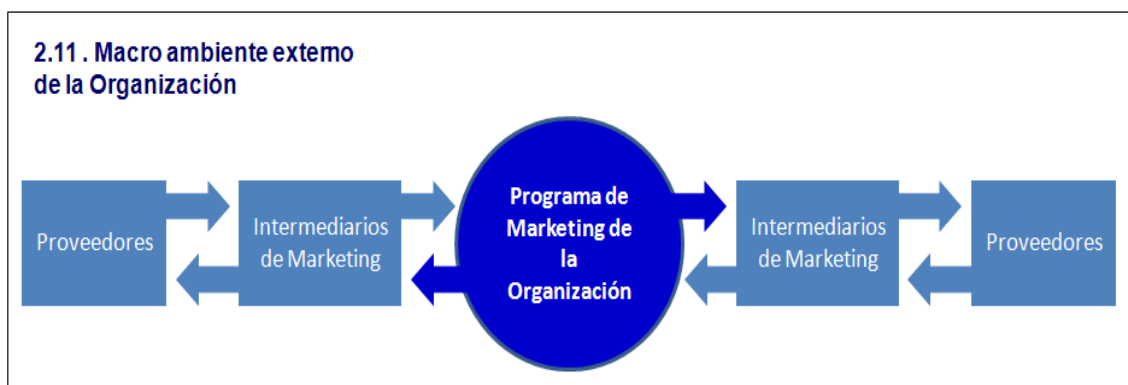 2.11 . Macro ambiente externo
de la Organización
Proveedores
Intermediarios
de Marketing
Programa de
Marketing de
la
Organización
Intermediarios
de Marketing
Proveedores